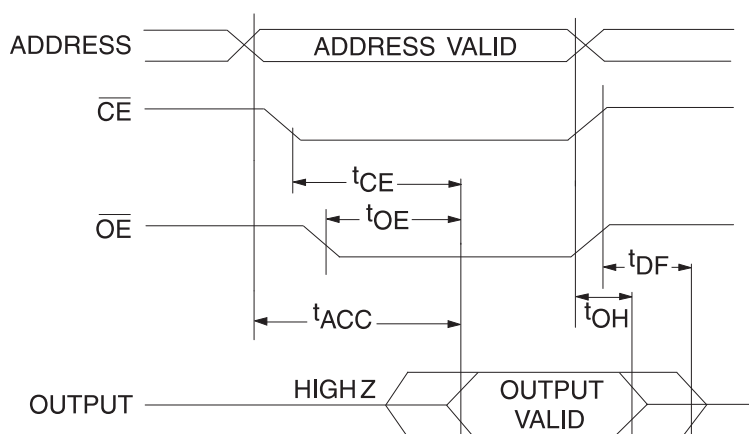 ADDRESS
ADDRESS VALID
CE
tCE
OE
tOE
tDF
tACC
tOH
OUTPUT
HIGH Z
OUTPUT
VALID